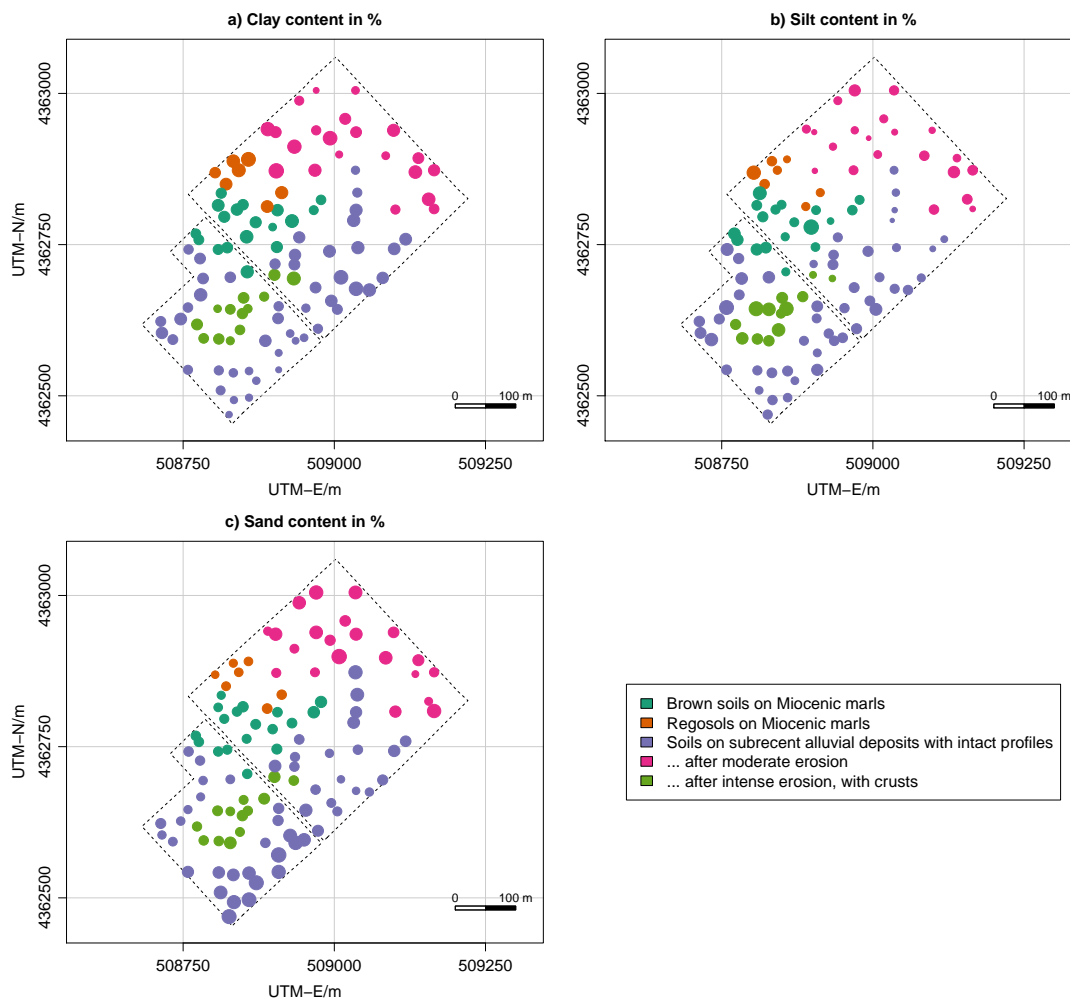 a) Clay content in %
4363000
4362750
4362500
UTM−N/m
0 100 m
508750 509000 509250
UTM−E/m
b) Silt content in %
4363000
4362750
4362500
UTM−N/m
0 100 m
508750 509000 509250
UTM−E/m
c) Sand content in %
4363000
4362750
4362500
UTM−N/m
0 100 m
508750 509000 509250
UTM−E/m
Brown soils on Miocenic marls
Regosols on Miocenic marls
Soils on subrecent alluvial deposits with intact profiles
... after moderate erosion
... after intense erosion, with crusts